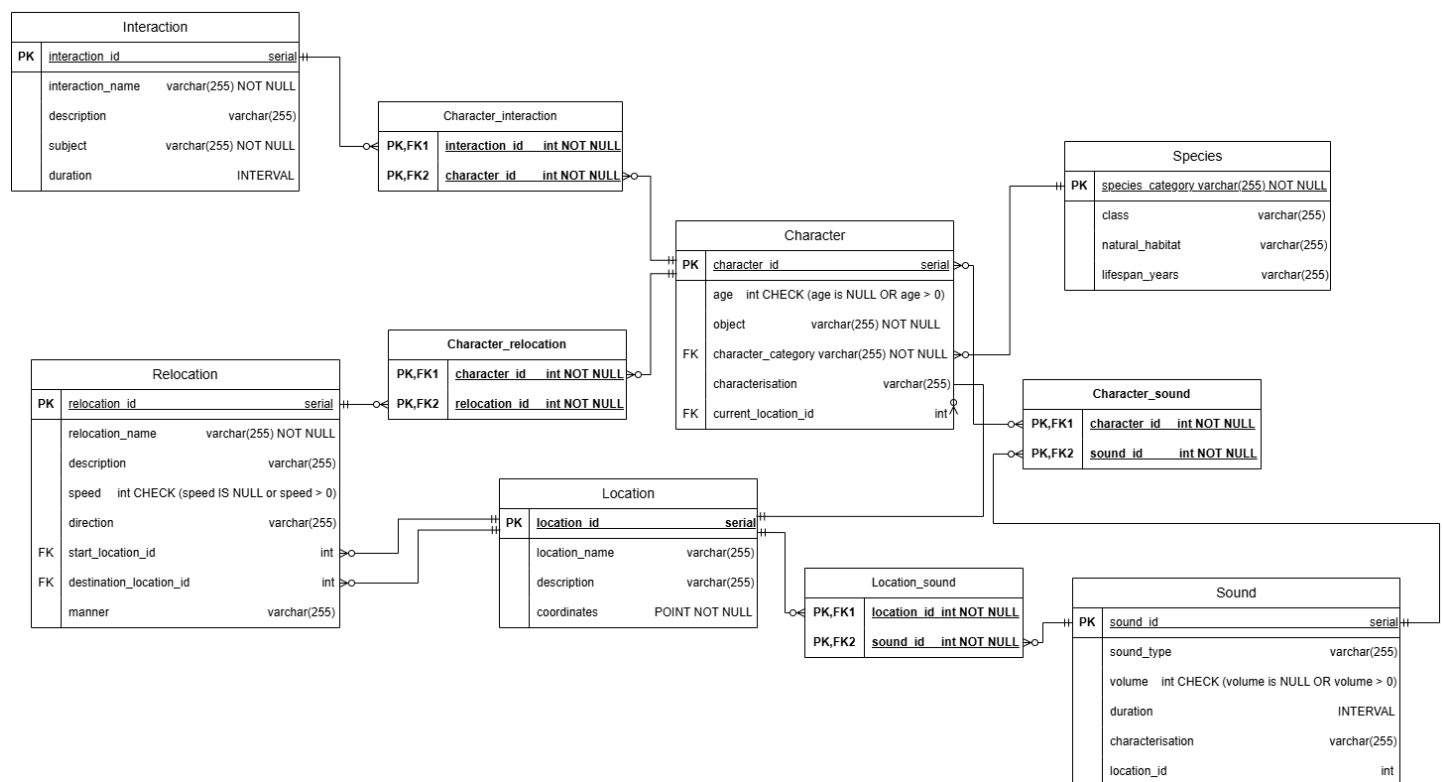 Interaction
PK interaction_id serial
interaction_name varchar(255) NOT NULL
description varchar(255)
subject varchar(255) NOT NULL
duration INTERVAL
Character_interaction
PK,FK1 interaction_id int NOT NULL
PK,FK2 character_id int NOT NULL
Species
PK species_category varchar(255) NOT NULL
class varchar(255)
natural_habitat varchar(255)
lifespan_years varchar(255)
Character
PK character_id serial
age int CHECK (age is NULL OR age > 0)
object varchar(255) NOT NULL
FK character_category varchar(255) NOT NULL
characterisation varchar(255)
FK current_location_id int
Character_relocation
PK,FK1 character_id int NOT NULL
PK,FK2 relocation_id int NOT NULL
Relocation
PK relocation_id serial
relocation_name varchar(255) NOT NULL
description varchar(255)
speed int CHECK (speed IS NULL or speed > 0)
direction varchar(255)
FK start_location_id int
FK destination_location_id int
manner varchar(255)
Character_sound
PK,FK1 character_id int NOT NULL
PK,FK2 sound_id int NOT NULL
Location
PK location_id serial
location_name varchar(255)
description varchar(255)
coordinates POINT NOT NULL
Location_sound
PK,FK1 location_id int NOT NULL
PK,FK2 sound_id int NOT NULL
Sound
PK sound_id serial
sound_type varchar(255)
volume int CHECK (volume is NULL OR volume > 0)
duration INTERVAL
characterisation varchar(255)
location_id int